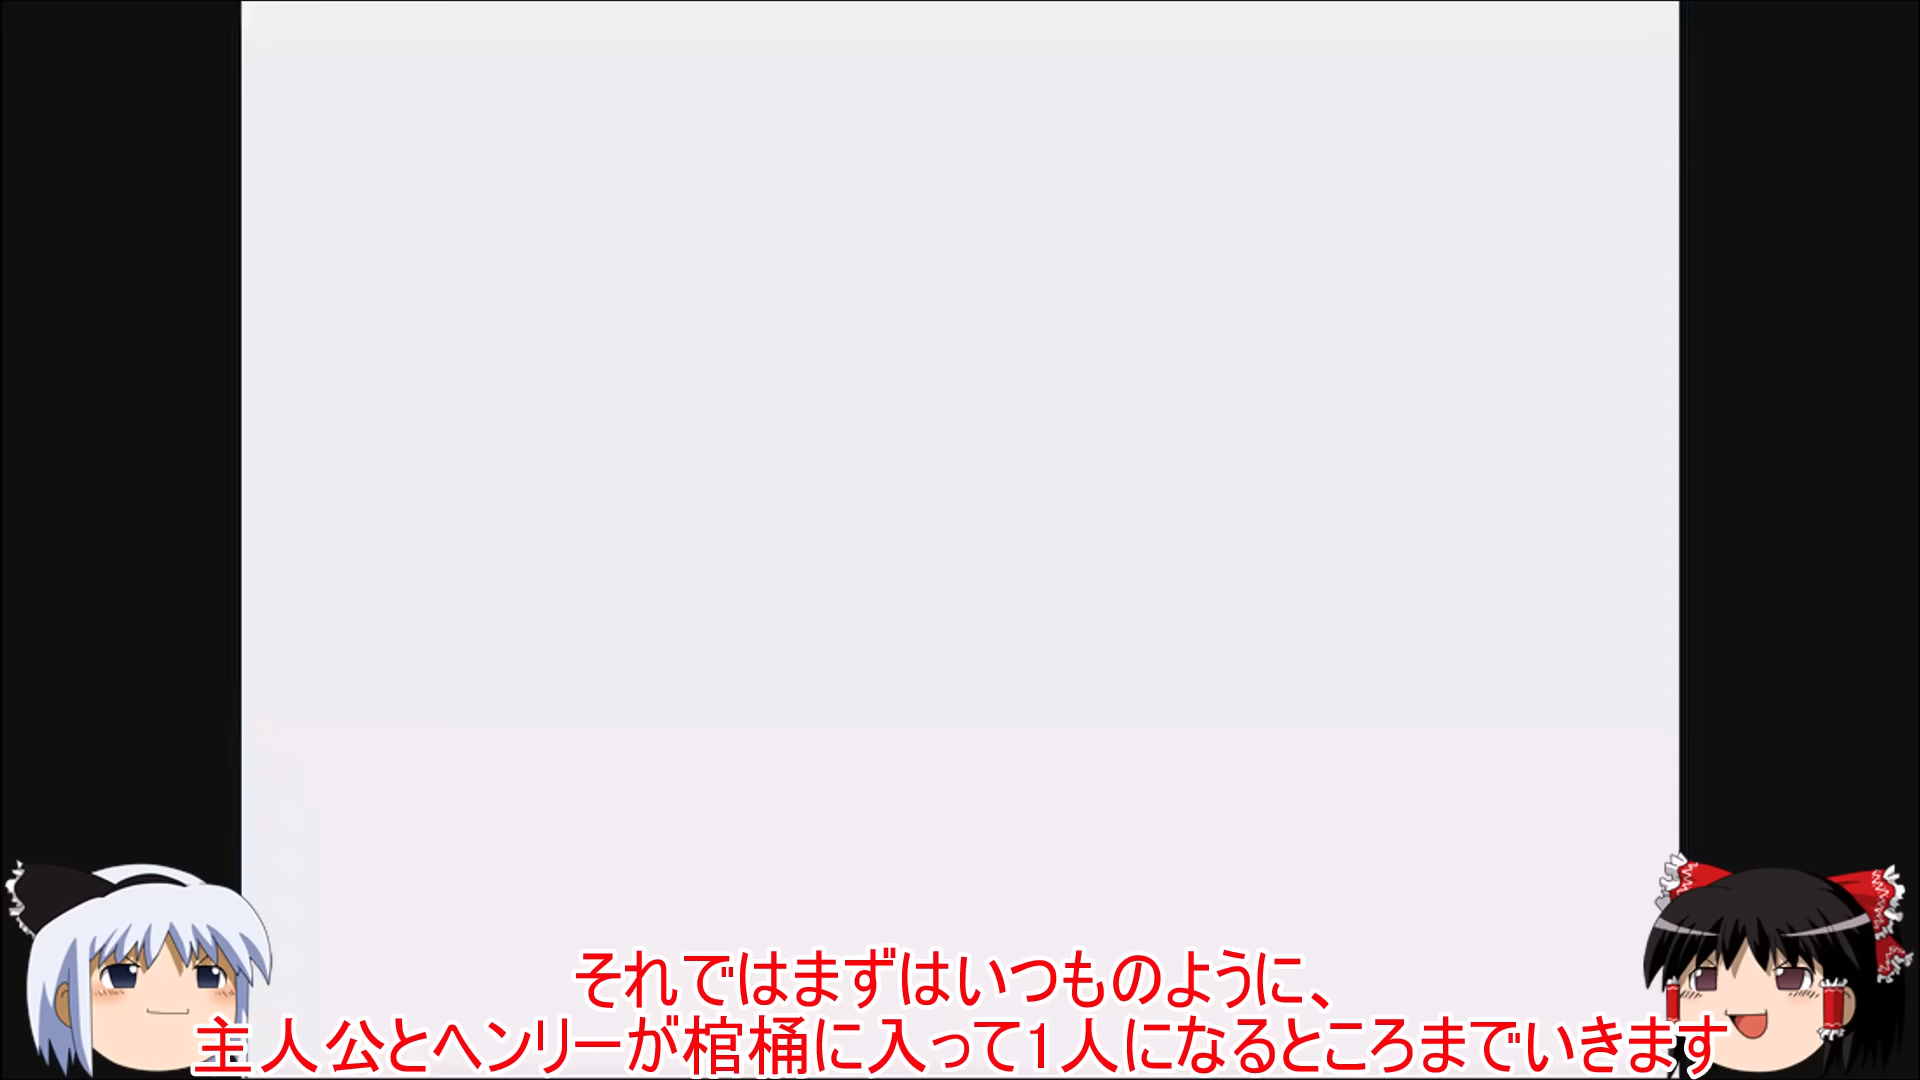 それではまずはいつものように、
主人公とヘンリーが棺桶に入って1人になるところまでいきます